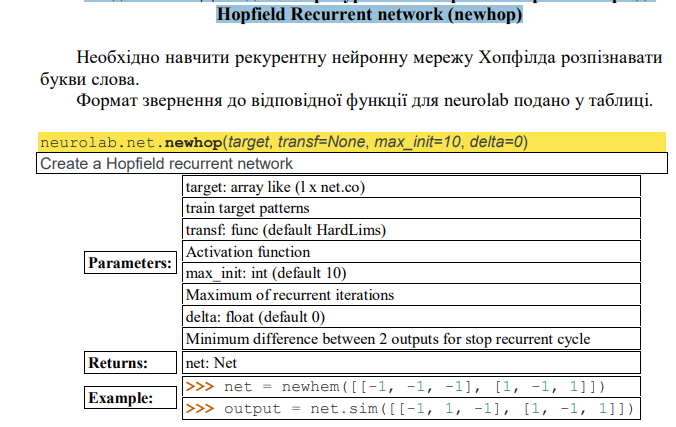 Hopfield Recurrent network (newhop)
Необхідно навчити рекурентну нейронну мережу Хопфілда розпізнавати
букви слова.
Формат звернення до відповідної функції для neurolab подано у таблиці.
neurolab.net.newhop(target, transf=None, max_init=10, delta=0)
Create a Hopfield recurrent network
Parameters:
target: array like (l x net.co)
train target patterns
transf: func (default HardLims)
Activation function
max_init: int (default 10)
Maximum of recurrent iterations
delta: float (default 0)
Minimum difference between 2 outputs for stop recurrent cycle
Returns:
net: Net
Example:
>>> net = newhem([[-1, -1, -1], [1, -1, 1]])
>>> output = net.sim([[-1, 1, -1], [1, -1, 1]])